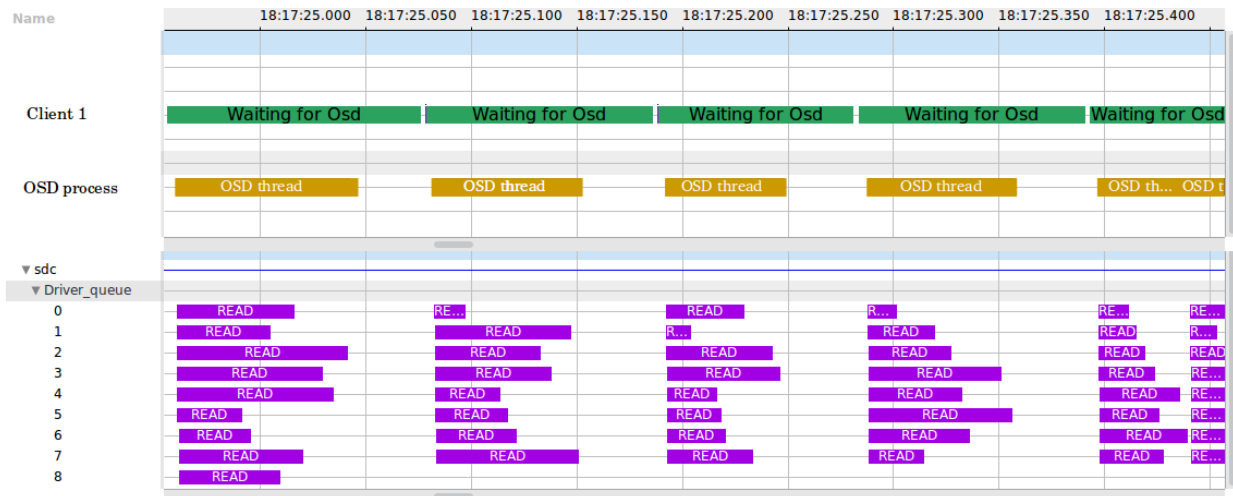 Name 18:17:25.000 18:17:25.050 18:17:25.100 18:17:25.150 18:17:25.200 18:17:25.250 18:17:25.300 18:17:25.350 18:17:25.400
Client 1 Waiting for Osd Waiting for Osd Waiting for Osd Waiting for Osd Waiting for Osd
OSD process OSD thread OSD thread OSD thread OSD thread OSD th... OSD t
sdc
Driver_queue
0 READ RE... READ R... RE... RE...
1 READ READ R... READ READ R...
2 READ READ READ READ READ READ
3 READ READ READ READ READ RE...
4 READ READ READ READ READ RE...
5 READ READ READ READ READ RE...
6 READ READ READ READ READ RE...
7 READ READ READ READ READ RE...
8 READ